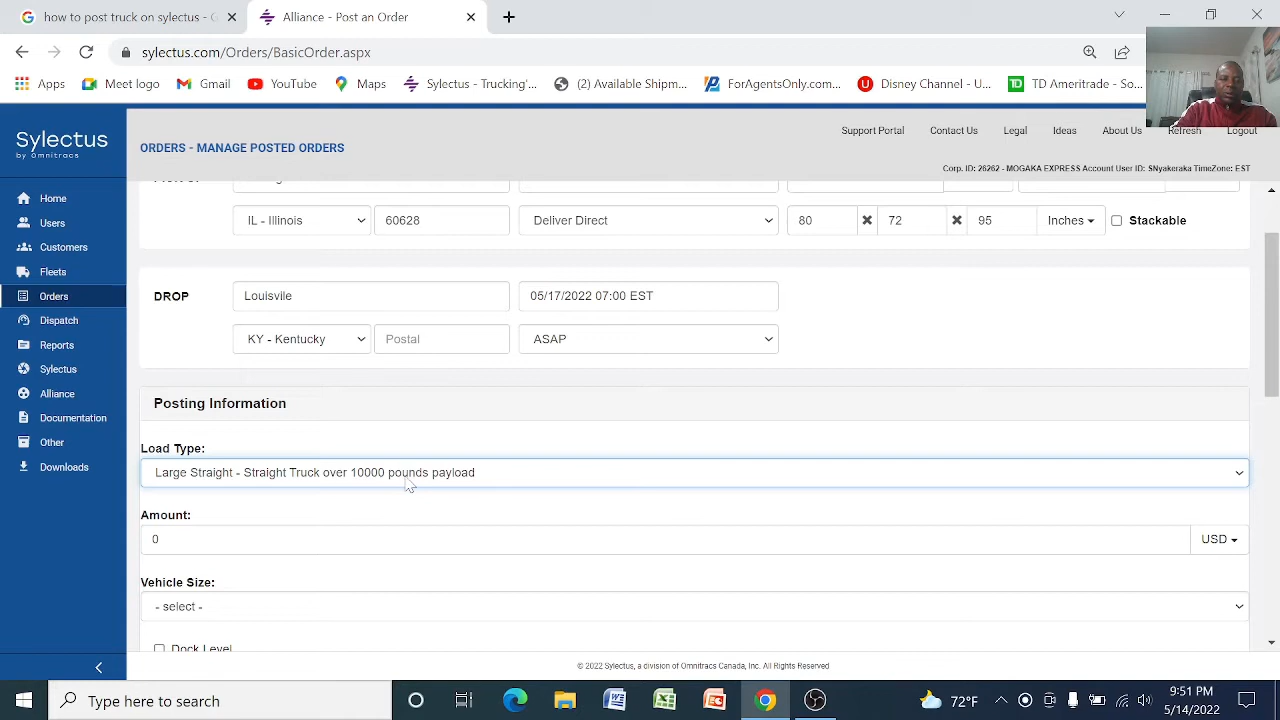 how to post truck on sylectus - G
Alliance - Post an Order
sylectus.com/Orders/BasicOrder.aspx
Apps
Meet logo
Gmail
YouTube
Maps
Sylectus - Trucking'...
(2) Available Shipm...
ForAgentsOnly.com...
Disney Channel - U...
TD Ameritrade - So...
Sylectus
by Omnitracs
Support Portal
Contact Us
Legal
Ideas
About Us
Refresh
Logout
ORDERS - MANAGE POSTED ORDERS
Corp. ID: 26262 - MOGAKA EXPRESS Account User ID: SNyakeraka TimeZone: EST
Home
Users
Customers
Fleets
Orders
Dispatch
Reports
Sylectus
Alliance
Documentation
Other
Downloads
IL - Illinois
60628
Deliver Direct
80
72
95
Inches
Stackable
DROP
Louisvile
05/17/2022 07:00 EST
KY - Kentucky
Postal
ASAP
Posting Information
Load Type:
Large Straight - Straight Truck over 10000 pounds payload
Amount:
0
USD
Vehicle Size:
- select -
Dock Level
© 2022 Sylectus, a division of Omnitracs Canada, Inc. All Rights Reserved
Type here to search
72°F
9:51 PM
5/14/2022